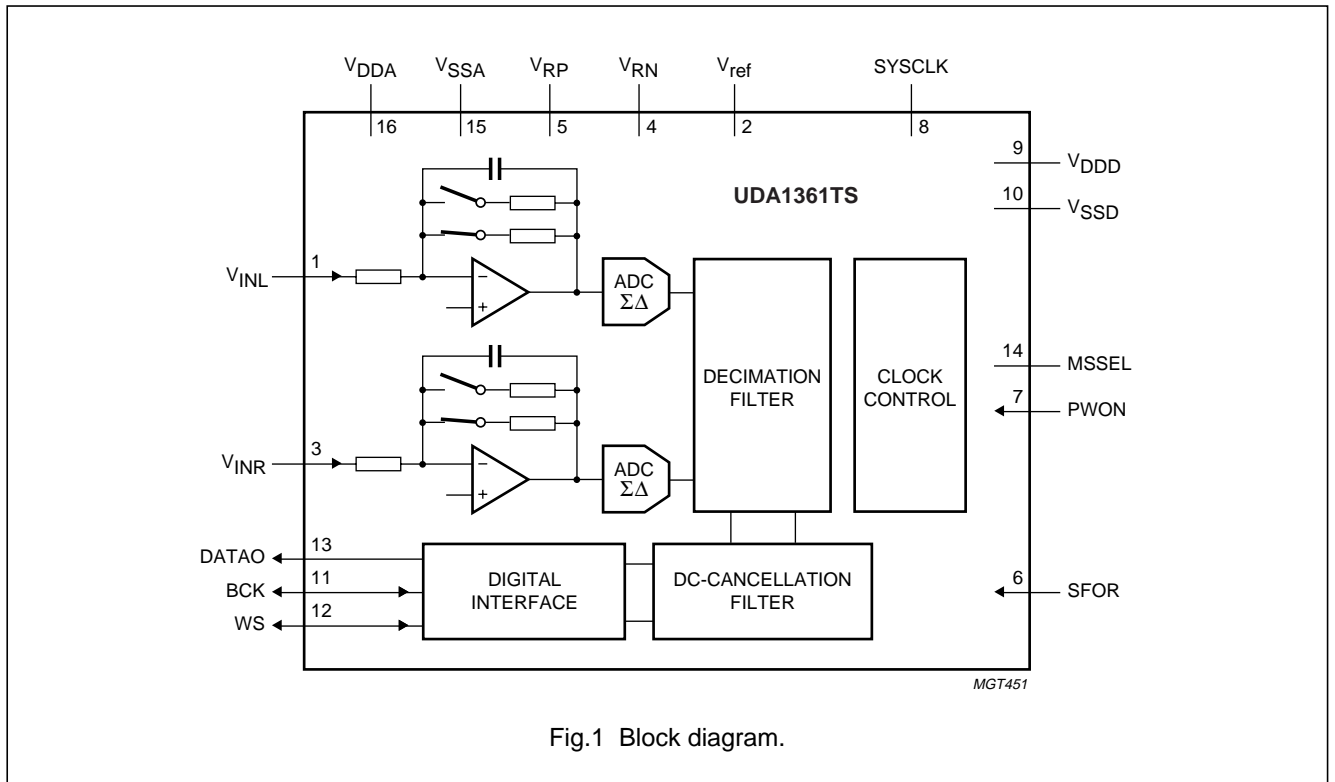 VDDA VSSA VRP VRN Vref SYSCLK
16 15 5 4 2 8
9 VDDD
UDA1361TS
10 VSSD
VINL 1
− +
ADC ΣΔ
DECIMATION
FILTER
CLOCK
CONTROL
14 MSSEL
7 PWON
VINR 3
− +
ADC ΣΔ
DATAO 13
BCK 11
WS 12
DIGITAL
INTERFACE
DC-CANCELLATION
FILTER
6 SFOR
MGT451
Fig.1 Block diagram.